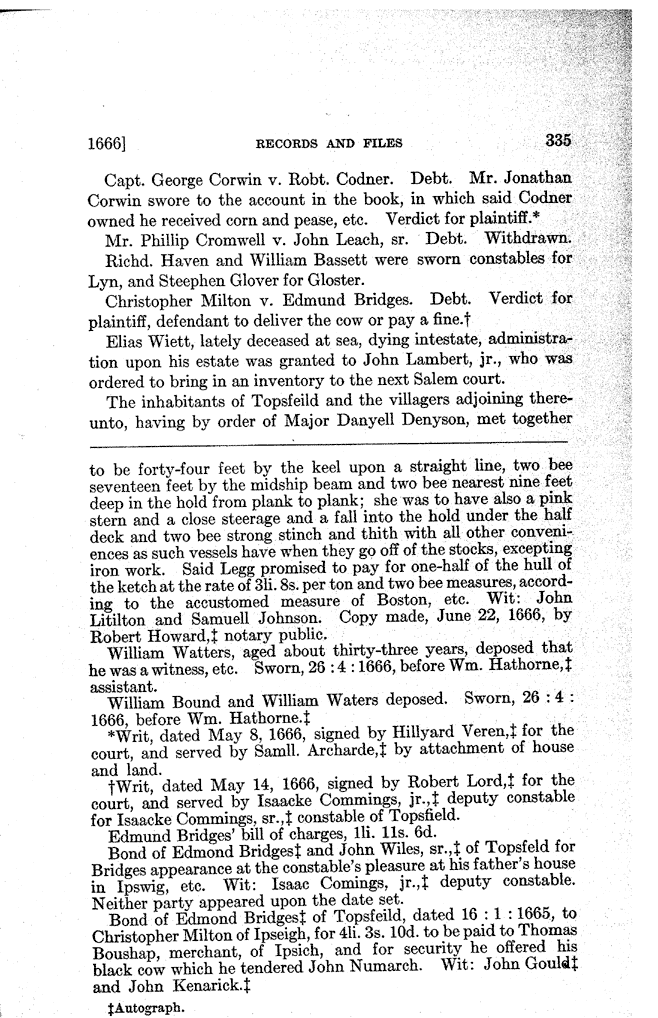 1666] RECORDS AND FILES 335
Capt. George Corwin v. Robt. Codner. Debt. Mr. Jonathan
Corwin swore to the account in the book, in which said Codner
owned he received corn and pease, etc. Verdict for plaintiff.*
Mr. Phillip Cromwell v. John Leach, sr. Debt. Withdrawn.
Richd. Haven and William Bassett were sworn constables for
Lyn, and Steephen Glover for Gloster.
Christopher Milton v. Edmund Bridges. Debt. Verdict for
plaintiff, defendant to deliver the cow or pay a fine.†
Elias Wiett, lately deceased at sea, dying intestate, administra-
tion upon his estate was granted to John Lambert, jr., who was
ordered to bring in an inventory to the next Salem court.
The inhabitants of Topsfeild and the villagers adjoining there-
unto, having by order of Major Danyell Denyson, met together
to be forty-four feet by the keel upon a straight line, two bee
seventeen feet by the midship beam and two bee nearest nine feet
deep in the hold from plank to plank; she was to have also a pink
stern and a close steerage and a fall into the hold under the half
deck and two bee strong stinch and thith with all other conveni-
ences as such vessels have when they go off of the stocks, excepting
iron work. Said Legg promised to pay for one-half of the hull of
the ketch at the rate of 3li. 8s. per ton and two bee measures, accord-
ing to the accustomed measure of Boston, etc. Wit: John
Litilton and Samuell Johnson. Copy made, June 22, 1666, by
Robert Howard,‡ notary public.
William Watters, aged about thirty-three years, deposed that
he was a witness, etc. Sworn, 26 : 4 : 1666, before Wm. Hathorne,‡
assistant.
William Bound and William Waters deposed. Sworn, 26 : 4 :
1666, before Wm. Hathorne.‡
*Writ, dated May 8, 1666, signed by Hillyard Veren,‡ for the
court, and served by Samll. Archarde,‡ by attachment of house
and land.
†Writ, dated May 14, 1666, signed by Robert Lord,‡ for the
court, and served by Isaacke Commings, jr.,‡ deputy constable
for Isaacke Commings, sr.,‡ constable of Topsfield.
Edmund Bridges' bill of charges, 1li. 11s. 6d.
Bond of Edmond Bridges‡ and John Wiles, sr.,‡ of Topsfeld for
Bridges appearance at the constable's pleasure at his father's house
in Ipswig, etc. Wit: Isaac Comings, jr.,‡ deputy constable.
Neither party appeared upon the date set.
Bond of Edmond Bridges‡ of Topsfeild, dated 16 : 1 : 1665, to
Christopher Milton of Ipseigh, for 4li. 3s. 10d. to be paid to Thomas
Boushap, merchant, of Ipsich, and for security he offered his
black cow which he tendered John Numarch. Wit: John Gould‡
and John Kenarick.‡
‡Autograph.